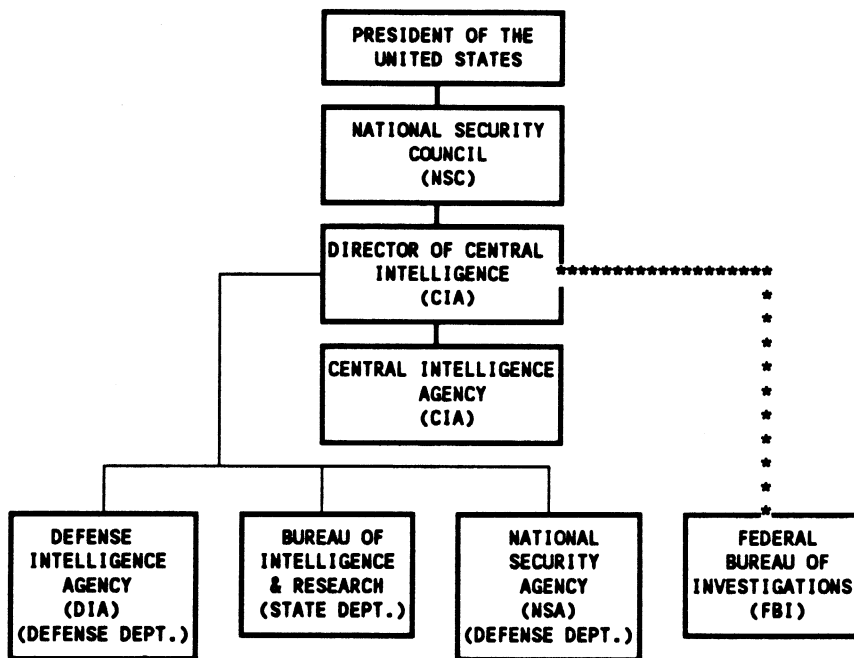 PRESIDENT OF THE
UNITED STATES
NATIONAL SECURITY
COUNCIL
(NSC)
DIRECTOR OF CENTRAL
INTELLIGENCE
(CIA)
CENTRAL INTELLIGENCE
AGENCY
(CIA)
DEFENSE
INTELLIGENCE
AGENCY
(DIA)
(DEFENSE DEPT.)
BUREAU OF
INTELLIGENCE
& RESEARCH
(STATE DEPT.)
NATIONAL
SECURITY
AGENCY
(NSA)
(DEFENSE DEPT.)
FEDERAL
BUREAU OF
INVESTIGATIONS
(FBI)